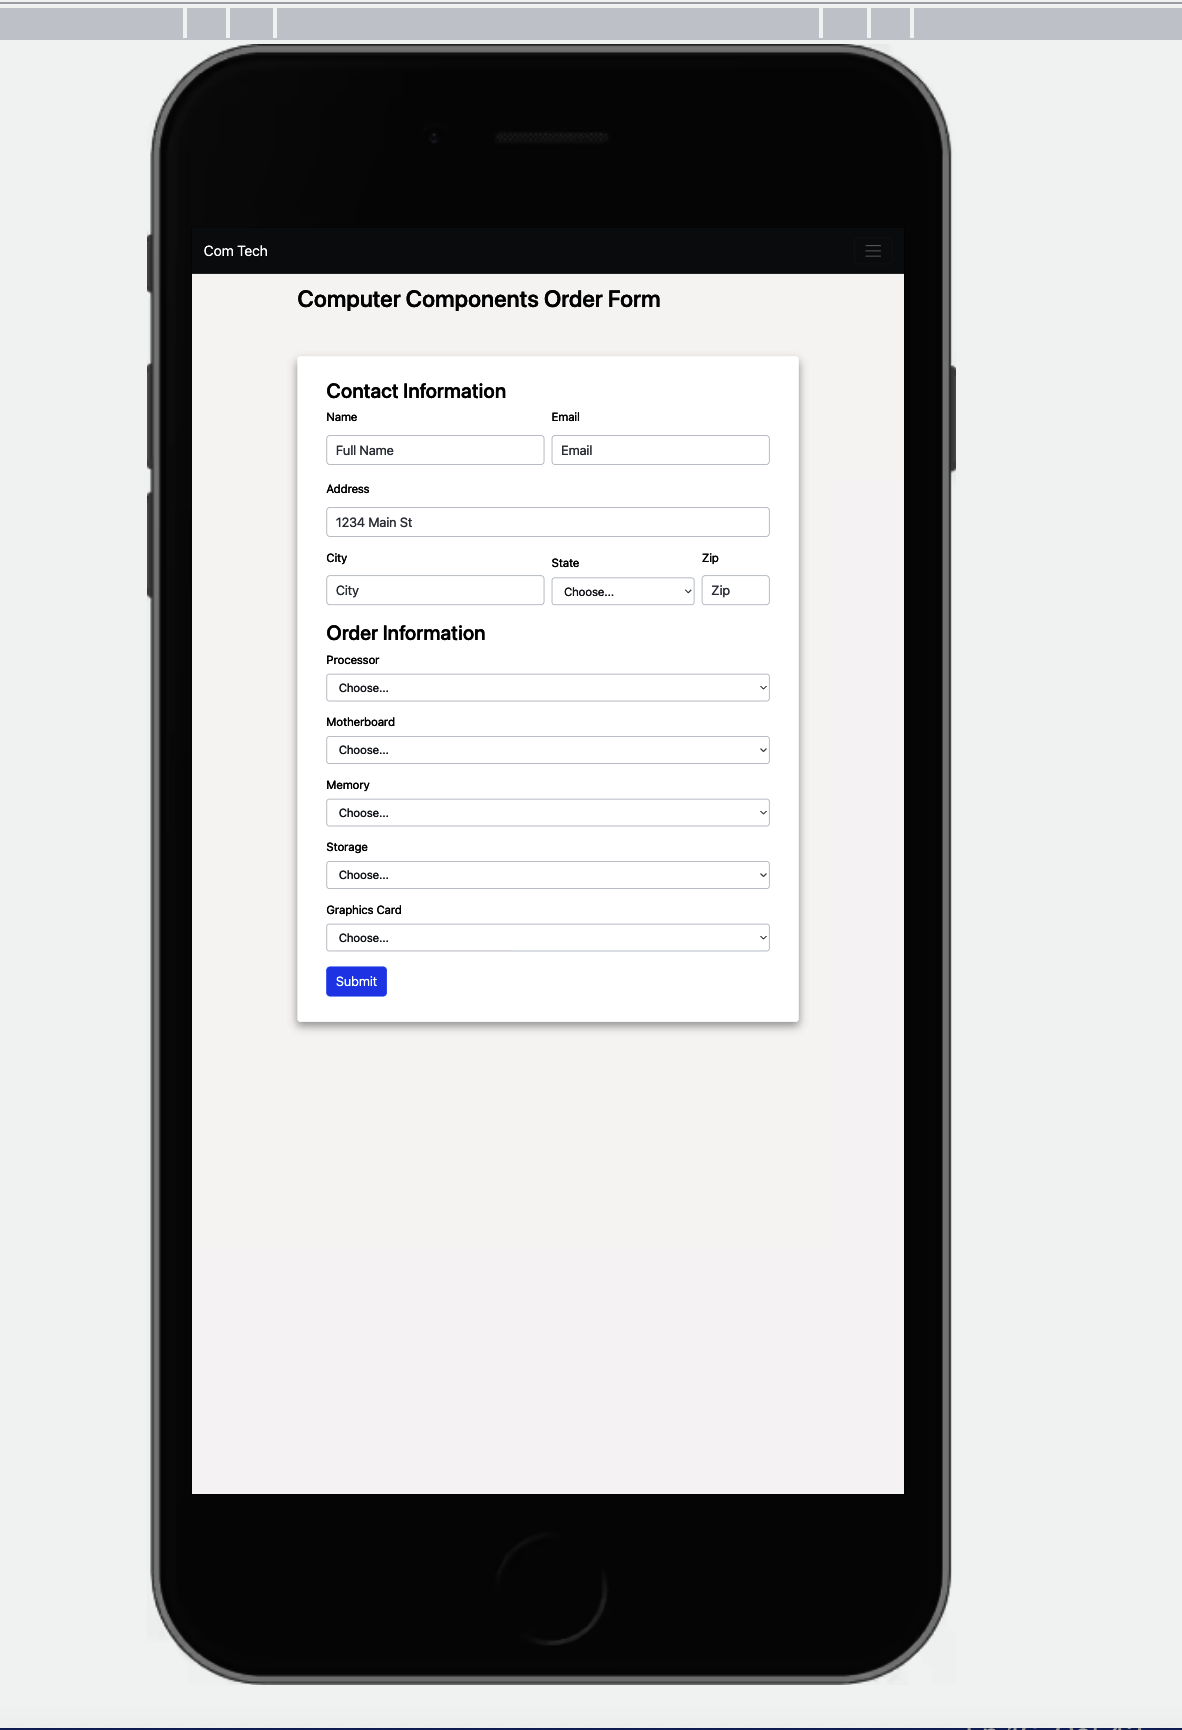 Com Tech
Computer Components Order Form
Contact Information
Name Email
Full Name Email
Address
1234 Main St
City State Zip
City Choose... Zip
Order Information
Processor
Choose...
Motherboard
Choose...
Memory
Choose...
Storage
Choose...
Graphics Card
Choose...
Submit